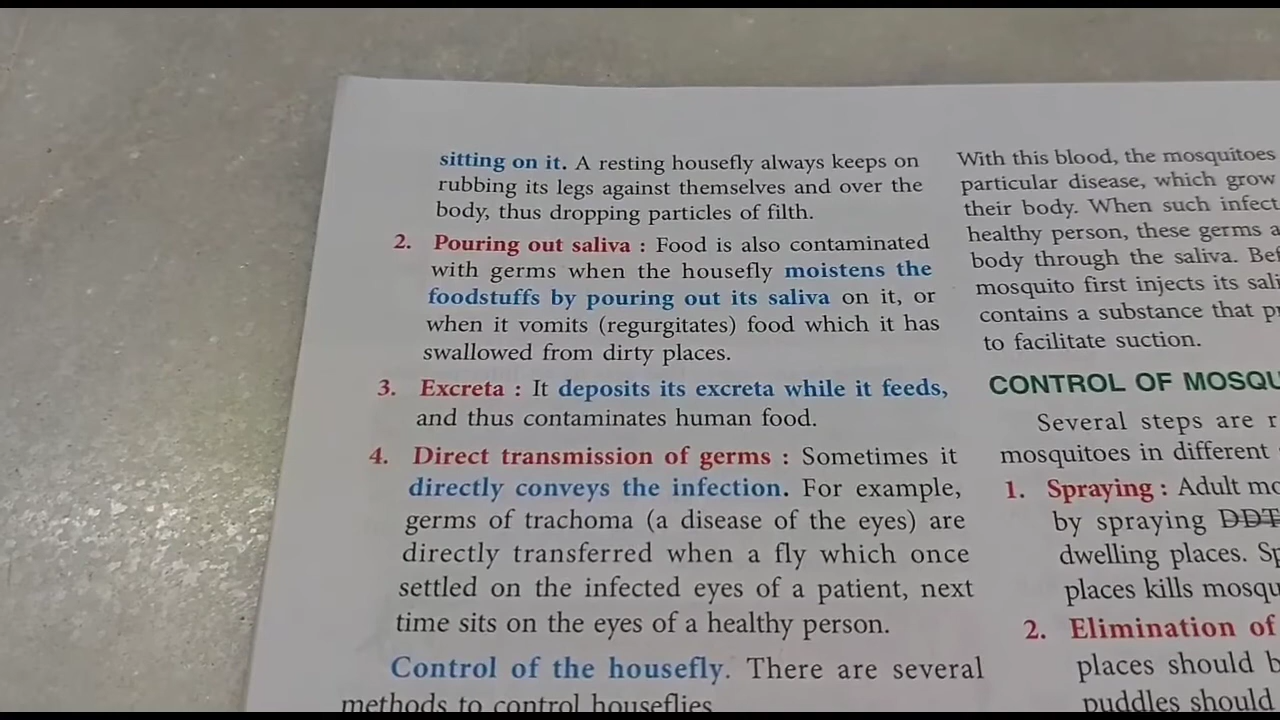 sitting on it. A resting housefly always keeps on
rubbing its legs against themselves and over the
body, thus dropping particles of filth.
2. Pouring out saliva : Food is also contaminated
with germs when the housefly moistens the
foodstuffs by pouring out its saliva on it, or
when it vomits (regurgitates) food which it has
swallowed from dirty places.
3. Excreta : It deposits its excreta while it feeds,
and thus contaminates human food.
4. Direct transmission of germs : Sometimes it
directly conveys the infection. For example,
germs of trachoma (a disease of the eyes) are
directly transferred when a fly which once
settled on the infected eyes of a patient, next
time sits on the eyes of a healthy person.
Control of the housefly. There are several
methods to control houseflies
With this blood, the mosquitoes
particular disease, which grow
their body. When such infect
healthy person, these germs a
body through the saliva. Bef
mosquito first injects its sali
contains a substance that pr
to facilitate suction.
CONTROL OF MOSQU
Several steps are r
mosquitoes in different
1. Spraying : Adult mo
by spraying DDT
dwelling places. Sp
places kills mosqu
2. Elimination of
places should b
puddles should